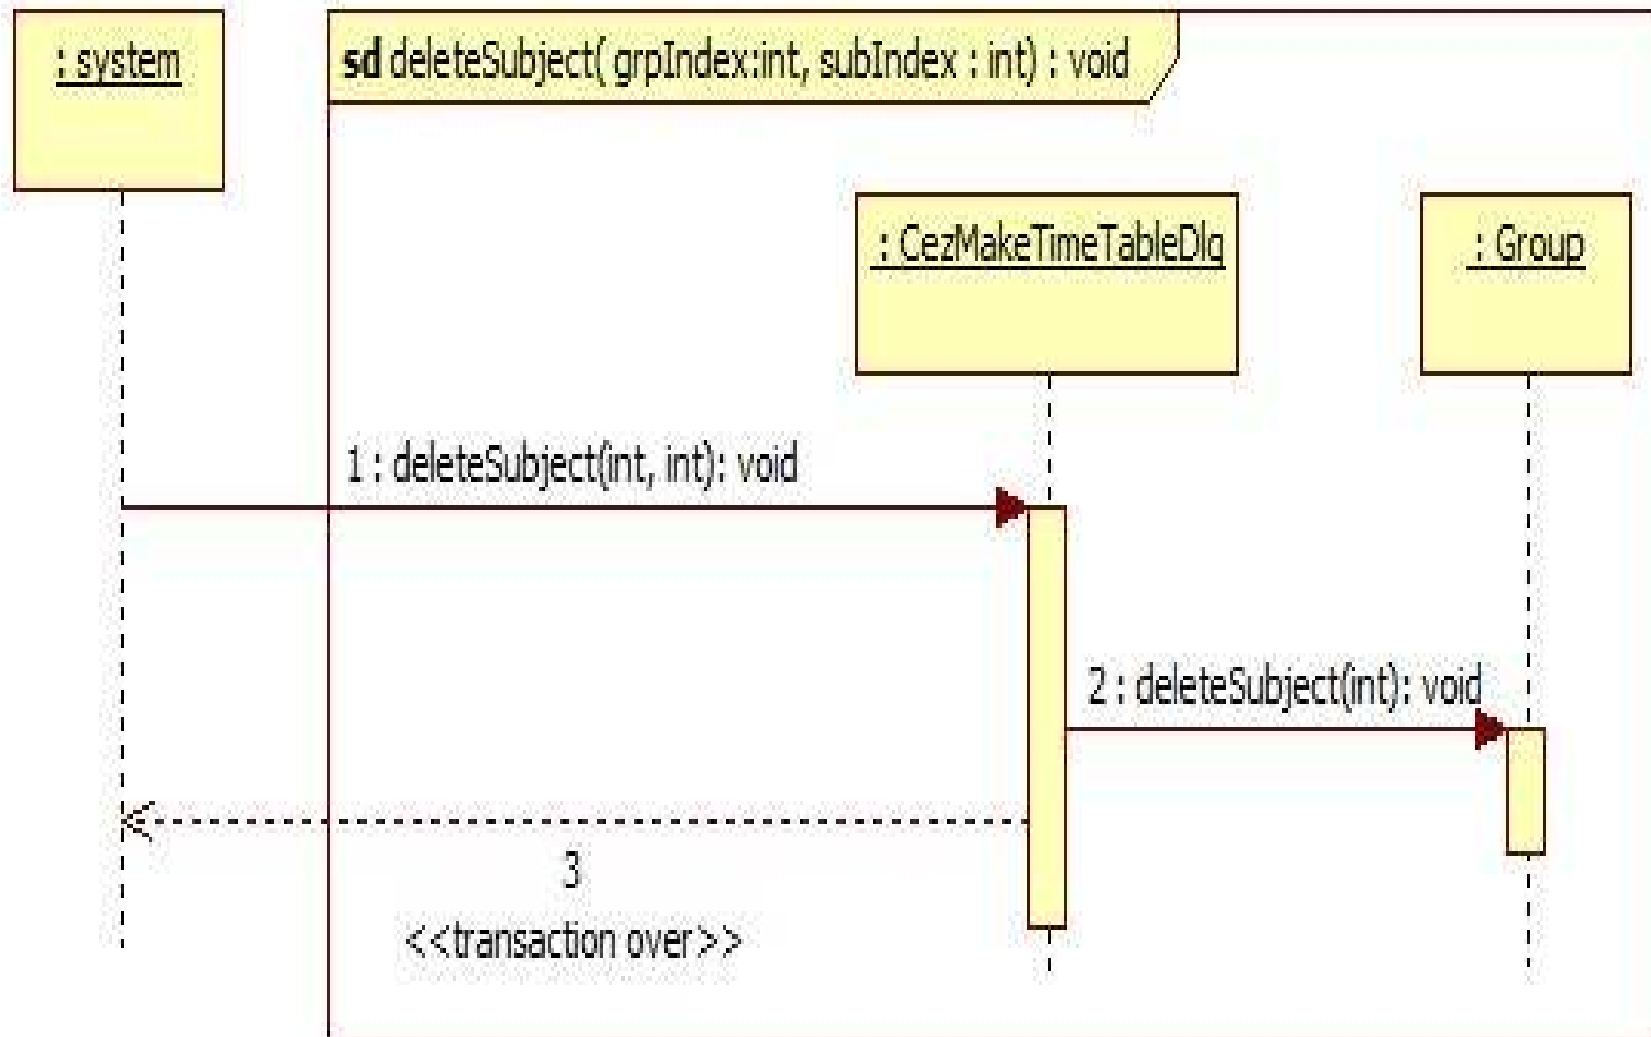 : system
sd deleteSubject( grpIndex:int, subIndex : int) : void
: CezMakeTimeTableDlg
: Group
1 : deleteSubject(int, int): void
2 : deleteSubject(int): void
3
<<transaction over>>